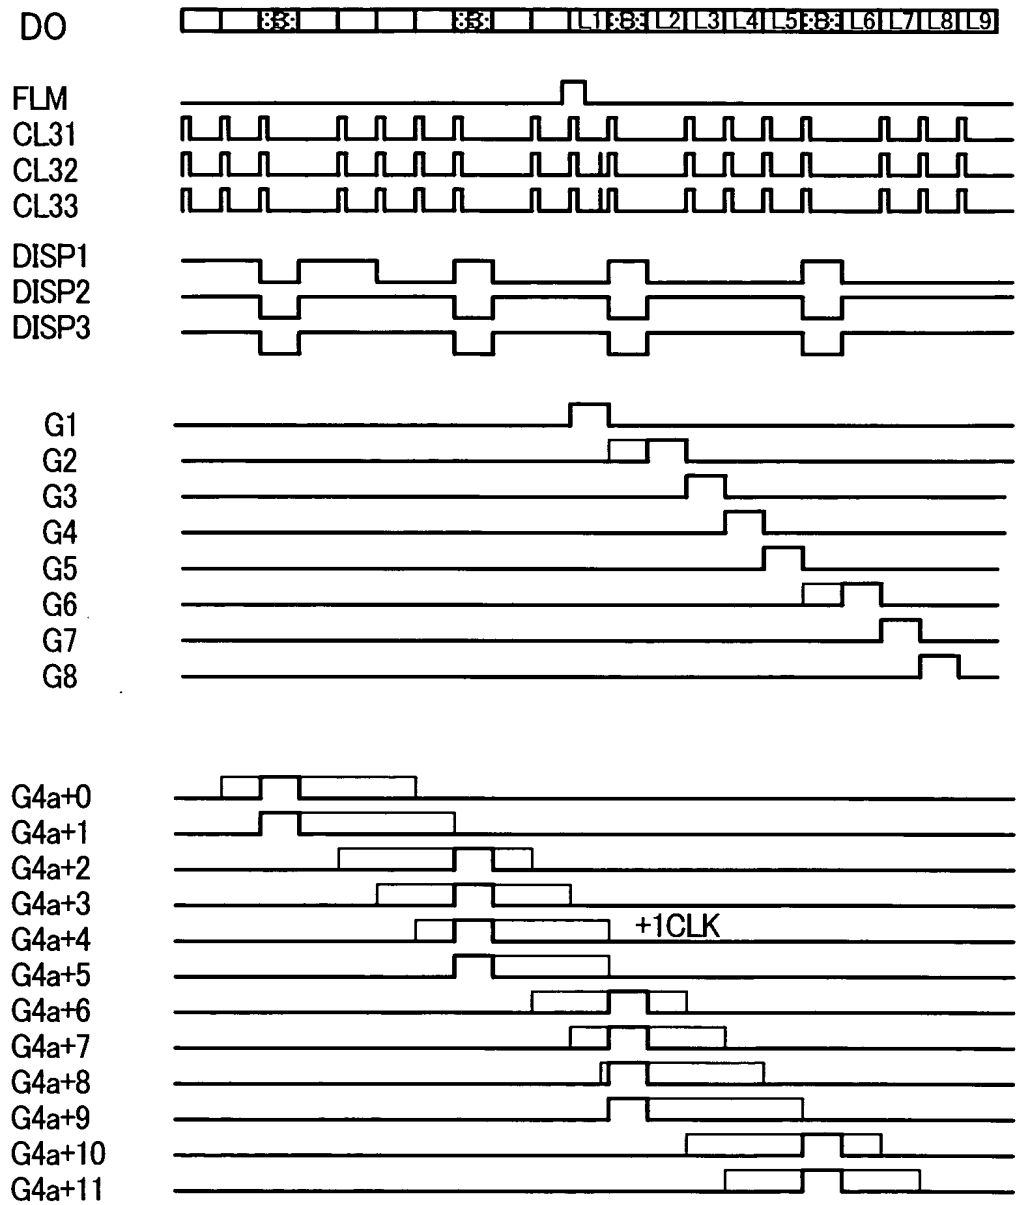 DO B B L1 B L2 L3 L4 L5 B L6 L7 L8 L9
FLM
CL31
CL32
CL33
DISP1
DISP2
DISP3
G1
G2
G3
G4
G5
G6
G7
G8
G4a+0
G4a+1
G4a+2
G4a+3
G4a+4 +1CLK
G4a+5
G4a+6
G4a+7
G4a+8
G4a+9
G4a+10
G4a+11